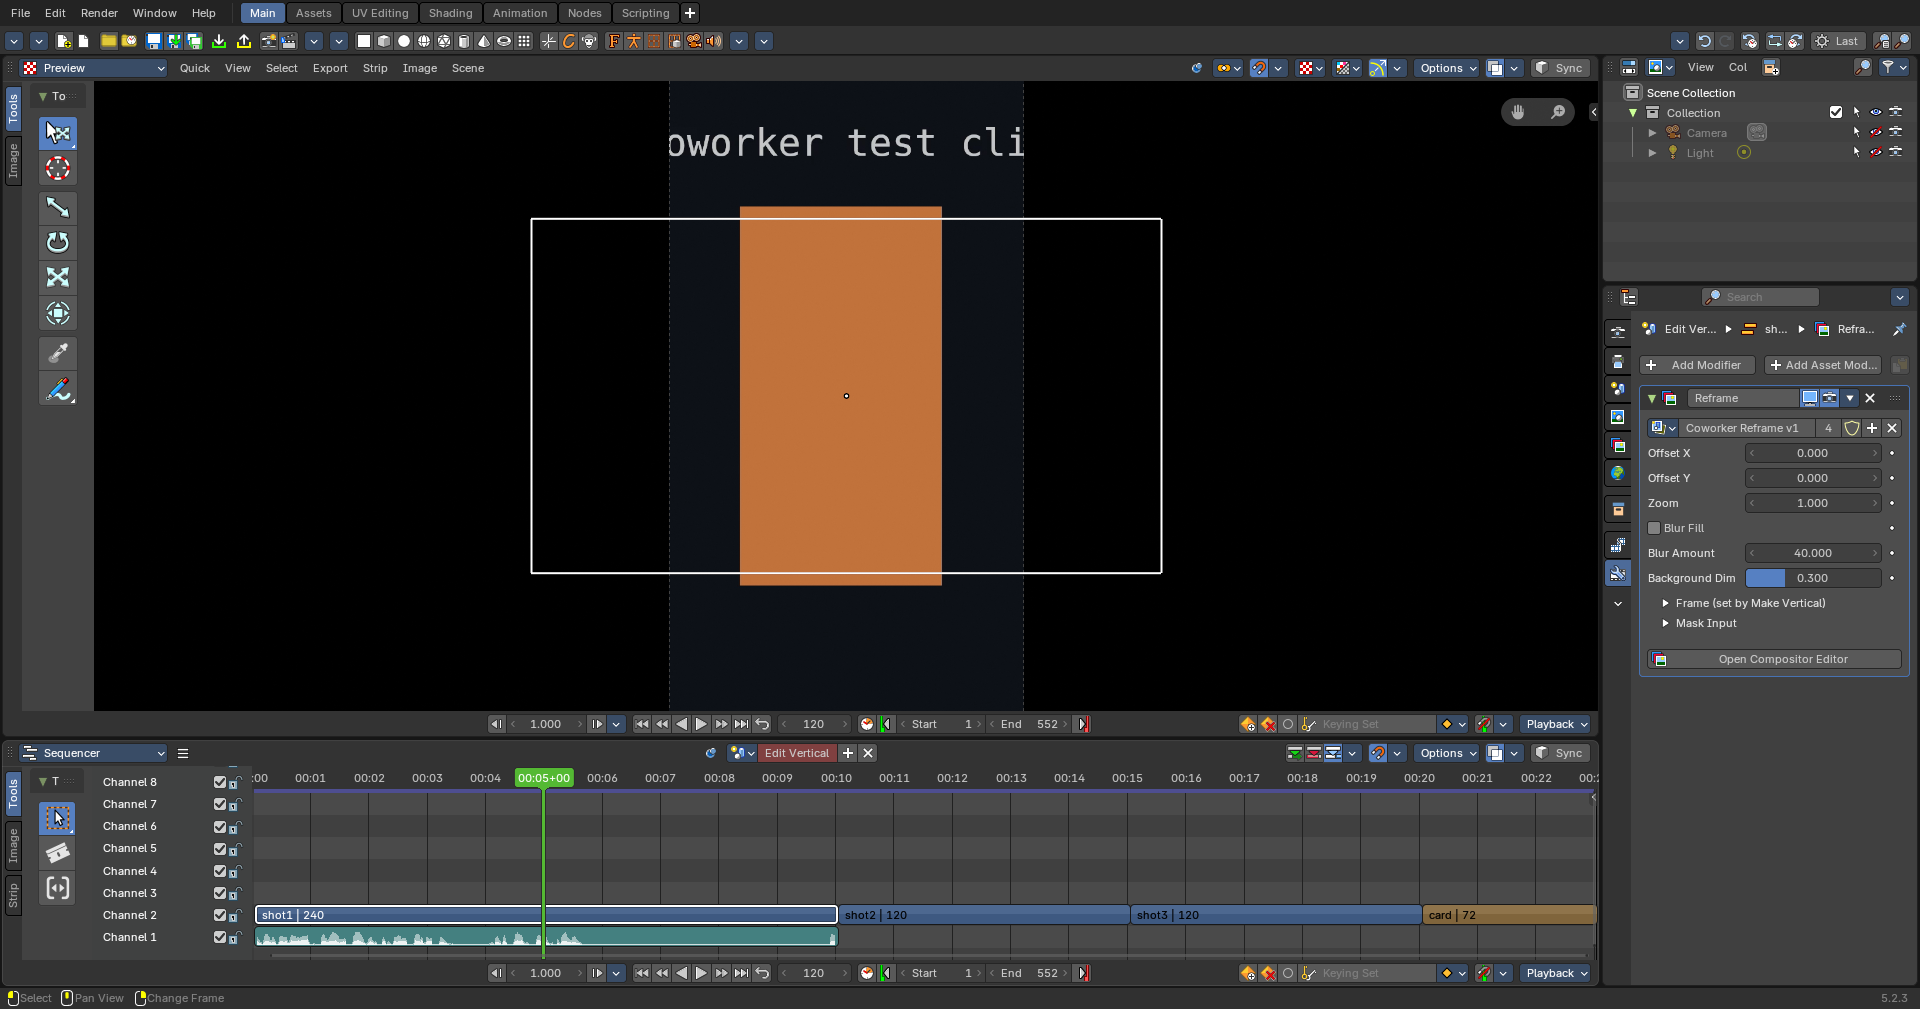 File Edit Render Window Help Main Assets UV Editing Shading Animation Nodes Scripting
Last
Preview Quick View Select Export Strip Image Scene Options Sync
View Col
To
Tools
Image
oworker test cli
Scene Collection
Collection
Camera
Light
Search
Edit Ver... sh... Refra...
Add Modifier Add Asset Mod...
Reframe
Coworker Reframe v1 4
Offset X 0.000
Offset Y 0.000
Zoom 1.000
Blur Fill
Blur Amount 40.000
Background Dim 0.300
Frame (set by Make Vertical)
Mask Input
Open Compositor Editor
1.000 120 Start 1 End 552 Keying Set Playback
Sequencer Edit Vertical Options Sync
T
Tools
Image
Strip
:00 00:01 00:02 00:03 00:04 00:05+00 00:06 00:07 00:08 00:09 00:10 00:11 00:12 00:13 00:14 00:15 00:16 00:17 00:18 00:19 00:20 00:21 00:22
Channel 8
Channel 7
Channel 6
Channel 5
Channel 4
Channel 3
Channel 2 shot1 | 240 shot2 | 120 shot3 | 120 card | 72
Channel 1
1.000 120 Start 1 End 552 Keying Set Playback
Select Pan View Change Frame 5.2.3